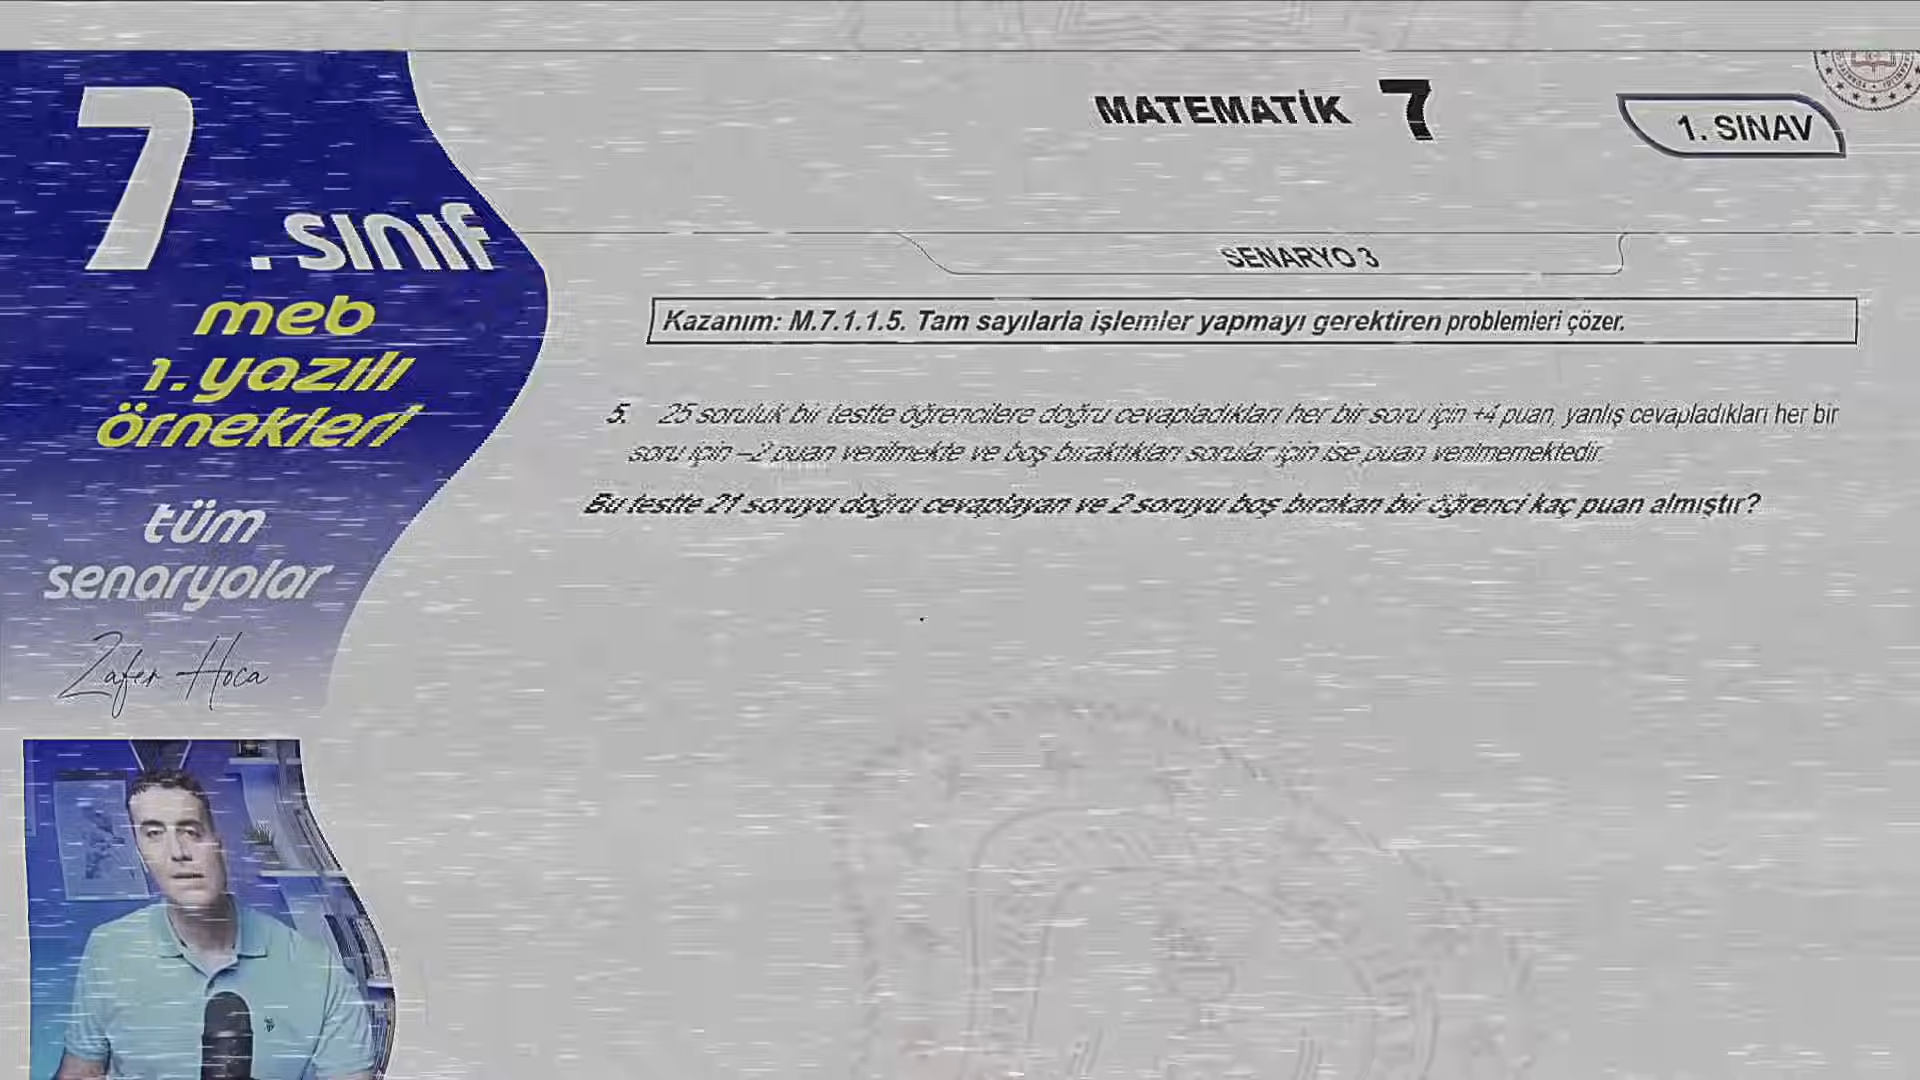 7
. sınıf
meb
1. yazılı
örnekleri
tüm
senaryolar
Zafer Hoca
MATEMATİK 7
1. SINAV
SENARYO 3
Kazanım: M.7.1.1.5. Tam sayılarla işlemler yapmayı gerektiren problemleri çözer.
5. 25 soruluk bir testte öğrencilere doğru cevapladıkları her bir soru için +4 puan, yanlış cevapladıkları her bir
soru için –2 puan verilmekte ve boş bıraktıkları sorular için ise puan verilmemektedir.
Bu testte 21 soruyu doğru cevaplayan ve 2 soruyu boş bırakan bir öğrenci kaç puan almıştır?